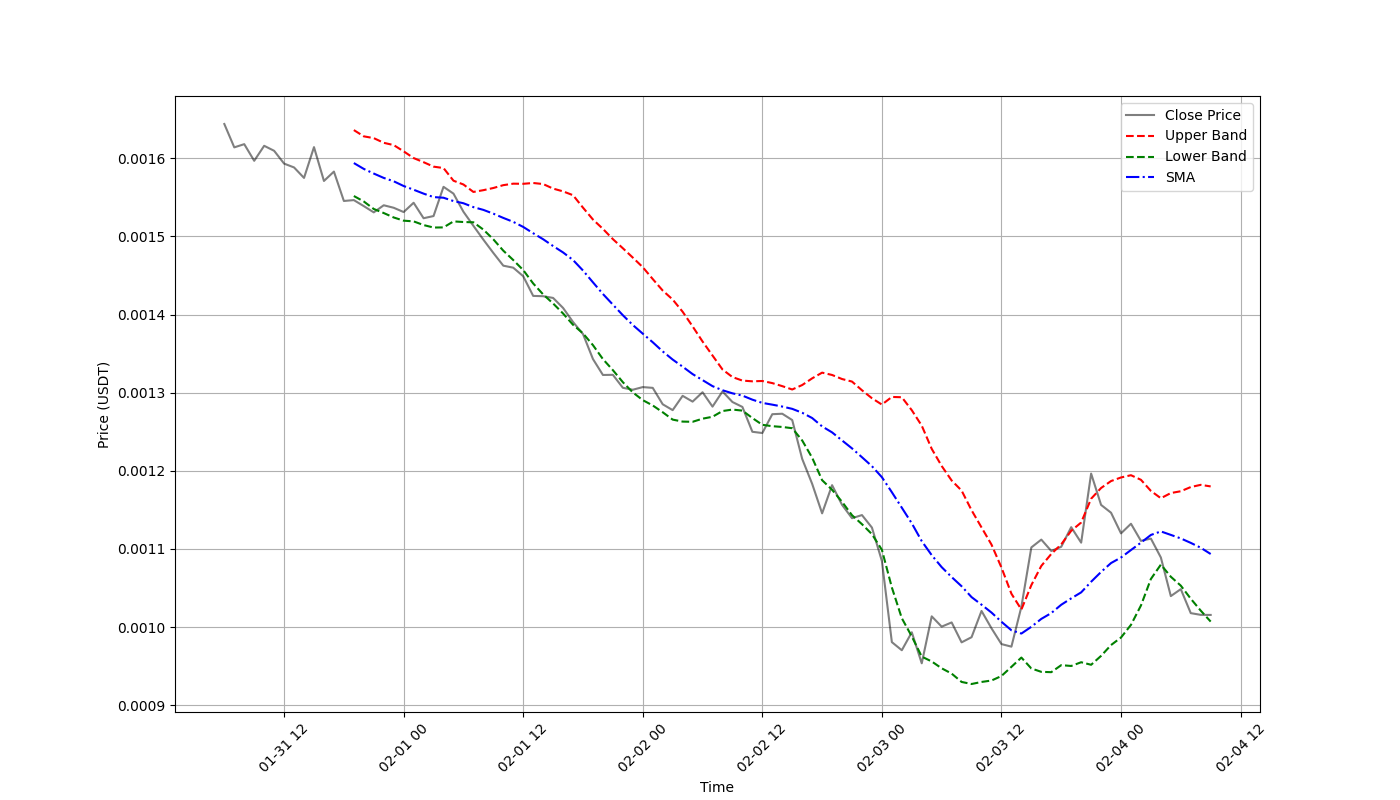 Close Price
Upper Band
Lower Band
SMA
0.0016
0.0015
0.0014
0.0013
0.0012
0.0011
0.0010
0.0009
Price (USDT)
01-31 12
02-01 00
02-01 12
02-02 00
02-02 12
02-03 00
02-03 12
02-04 00
02-04 12
Time